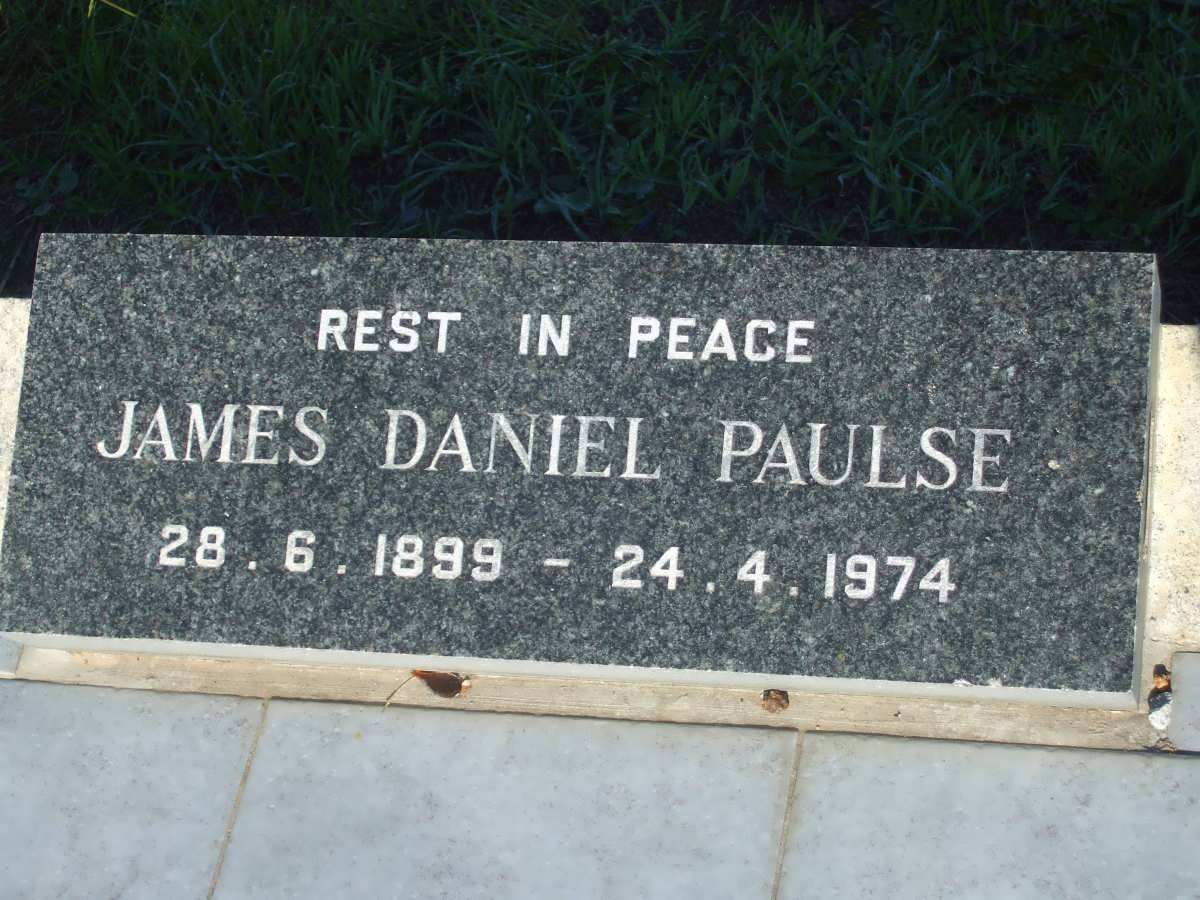 REST IN PEACE
JAMES DANIEL PAULSE
28.6.1899 - 24.4.1974